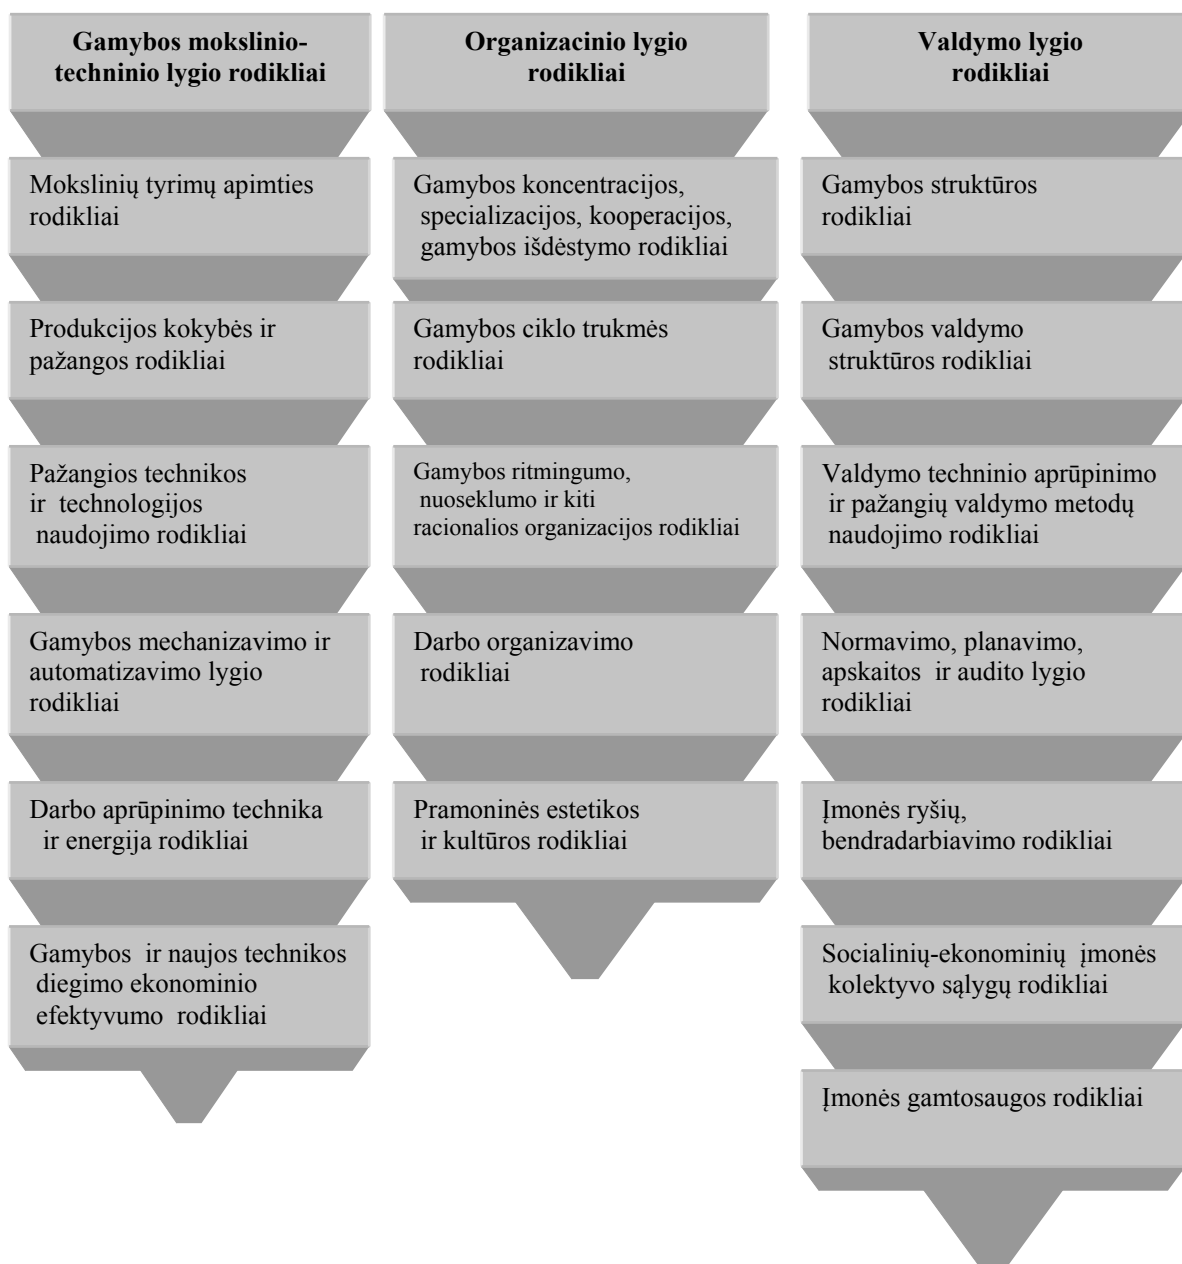 Gamybos mokslinio-
techninio lygio rodikliai
Mokslinių tyrimų apimties
rodikliai
Produkcijos kokybės ir
pažangos rodikliai
Pažangios technikos
ir technologijos
naudojimo rodikliai
Gamybos mechanizavimo ir
automatizavimo lygio
rodikliai
Darbo aprūpinimo technika
ir energija rodikliai
Gamybos ir naujos technikos
diegimo ekonominio
efektyvumo rodikliai
Organizacinio lygio
rodikliai
Gamybos koncentracijos,
specializacijos, kooperacijos,
gamybos išdėstymo rodikliai
Gamybos ciklo trukmės
rodikliai
Gamybos ritmingumo,
nuoseklumo ir kiti
racionalios organizacijos rodikliai
Darbo organizavimo
rodikliai
Pramoninės estetikos
ir kultūros rodikliai
Valdymo lygio
rodikliai
Gamybos struktūros
rodikliai
Gamybos valdymo
struktūros rodikliai
Valdymo techninio aprūpinimo
ir pažangių valdymo metodų
naudojimo rodikliai
Normavimo, planavimo,
apskaitos ir audito lygio
rodikliai
Įmonės ryšių,
bendradarbiavimo rodikliai
Socialinių-ekonominių įmonės
kolektyvo sąlygų rodikliai
Įmonės gamtosaugos rodikliai